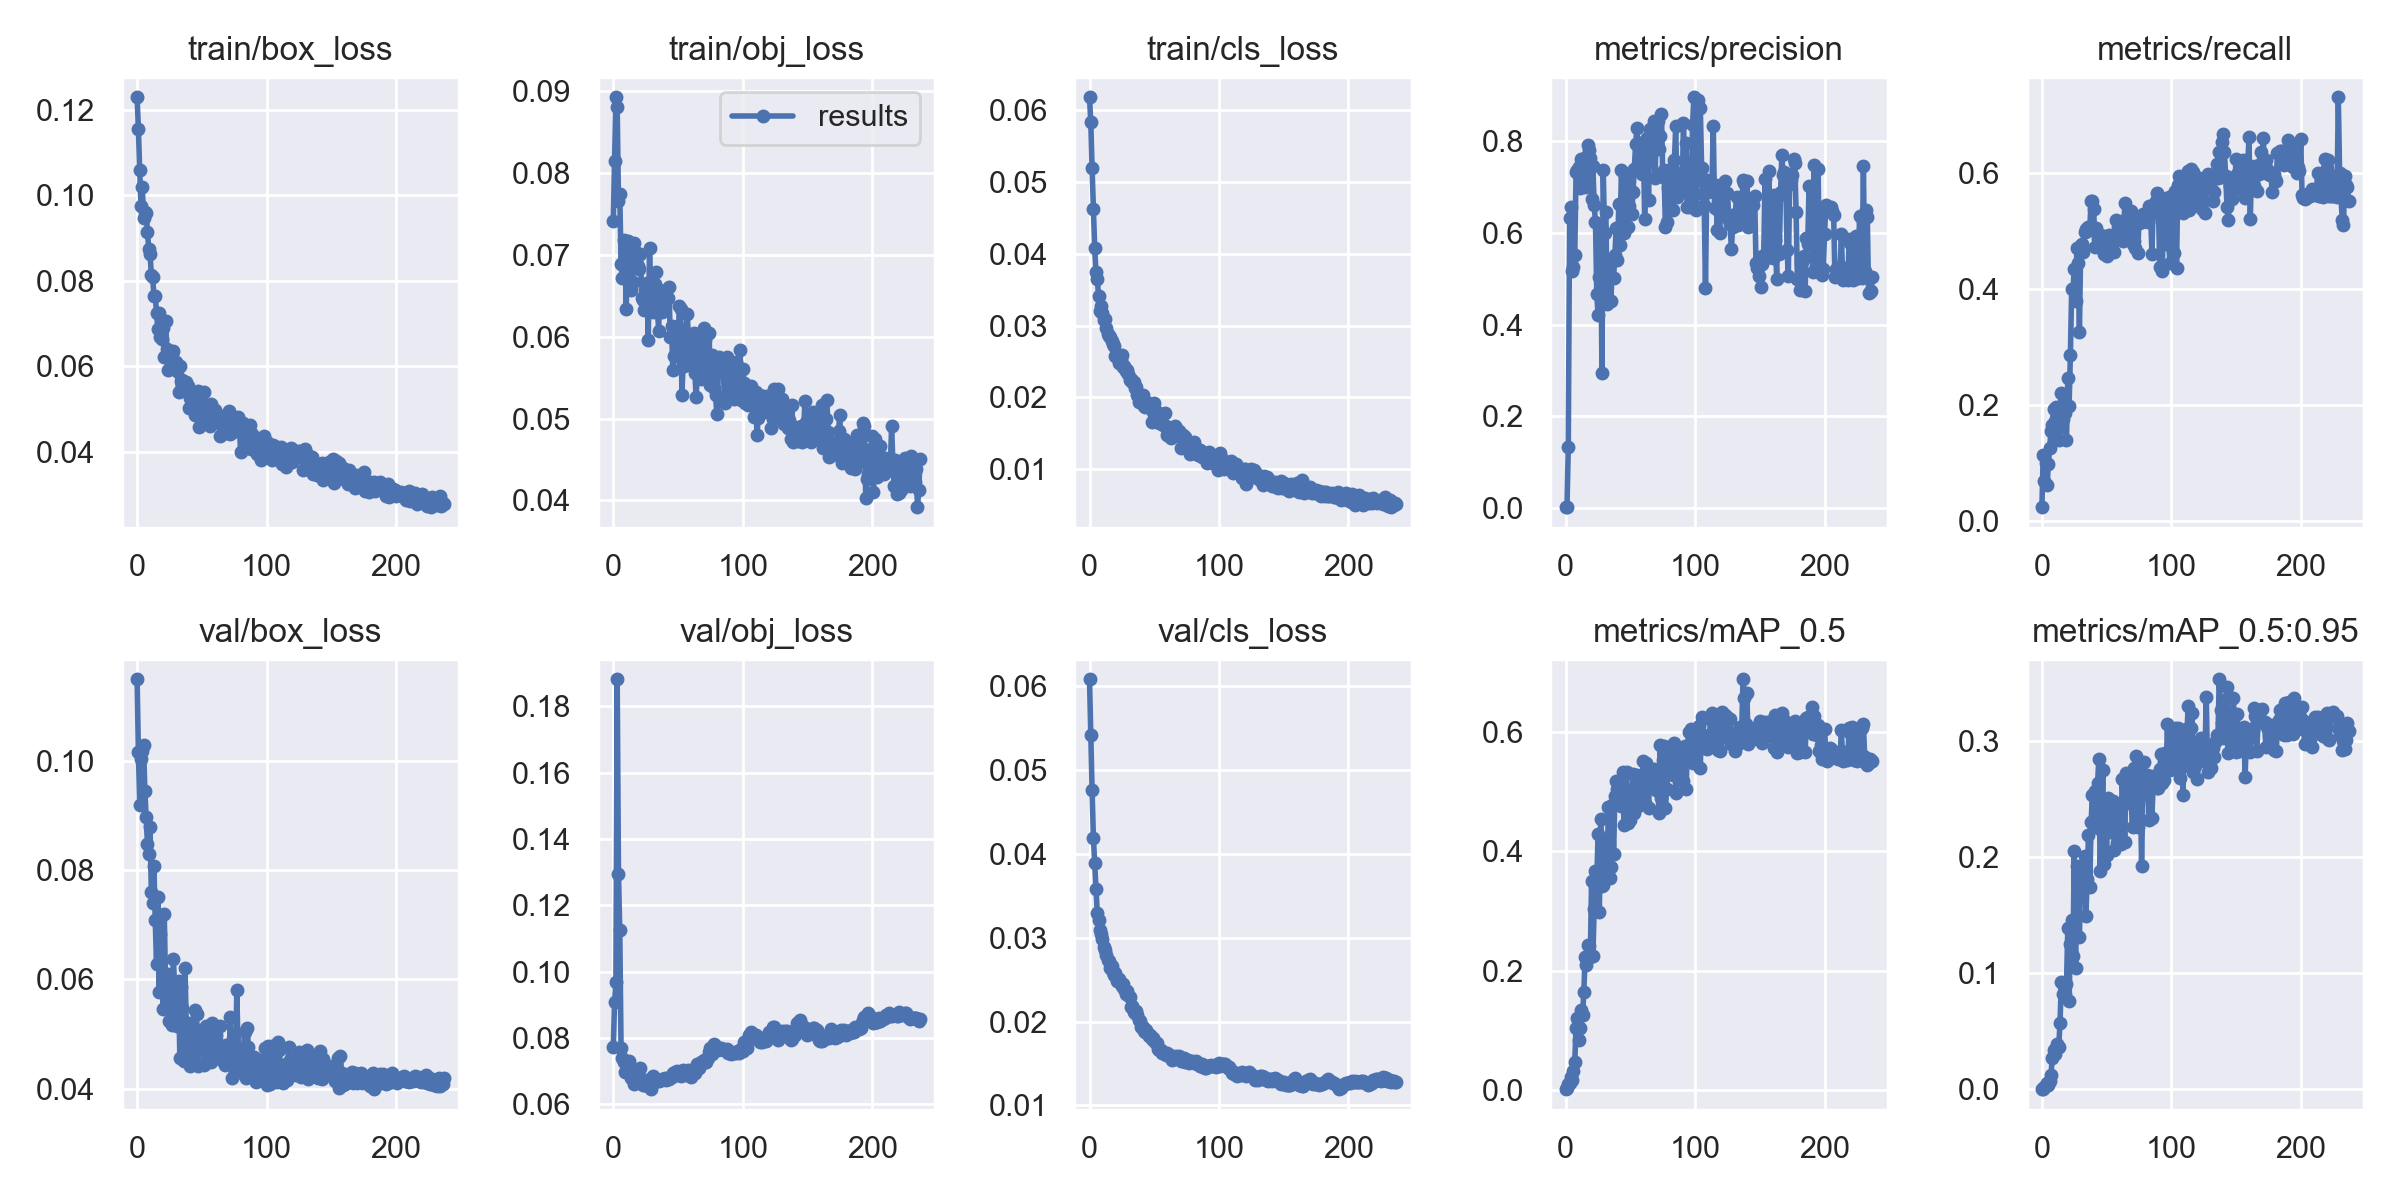 train/box_loss
0.12
0.10
0.08
0.06
0.04
0 100 200
train/obj_loss
results
0.09
0.08
0.07
0.06
0.05
0.04
0 100 200
train/cls_loss
0.06
0.05
0.04
0.03
0.02
0.01
0 100 200
metrics/precision
0.8
0.6
0.4
0.2
0.0
0 100 200
metrics/recall
0.6
0.4
0.2
0.0
0 100 200
val/box_loss
0.10
0.08
0.06
0.04
0 100 200
val/obj_loss
0.18
0.16
0.14
0.12
0.10
0.08
0.06
0 100 200
val/cls_loss
0.06
0.05
0.04
0.03
0.02
0.01
0 100 200
metrics/mAP_0.5
0.6
0.4
0.2
0.0
0 100 200
metrics/mAP_0.5:0.95
0.3
0.2
0.1
0.0
0 100 200